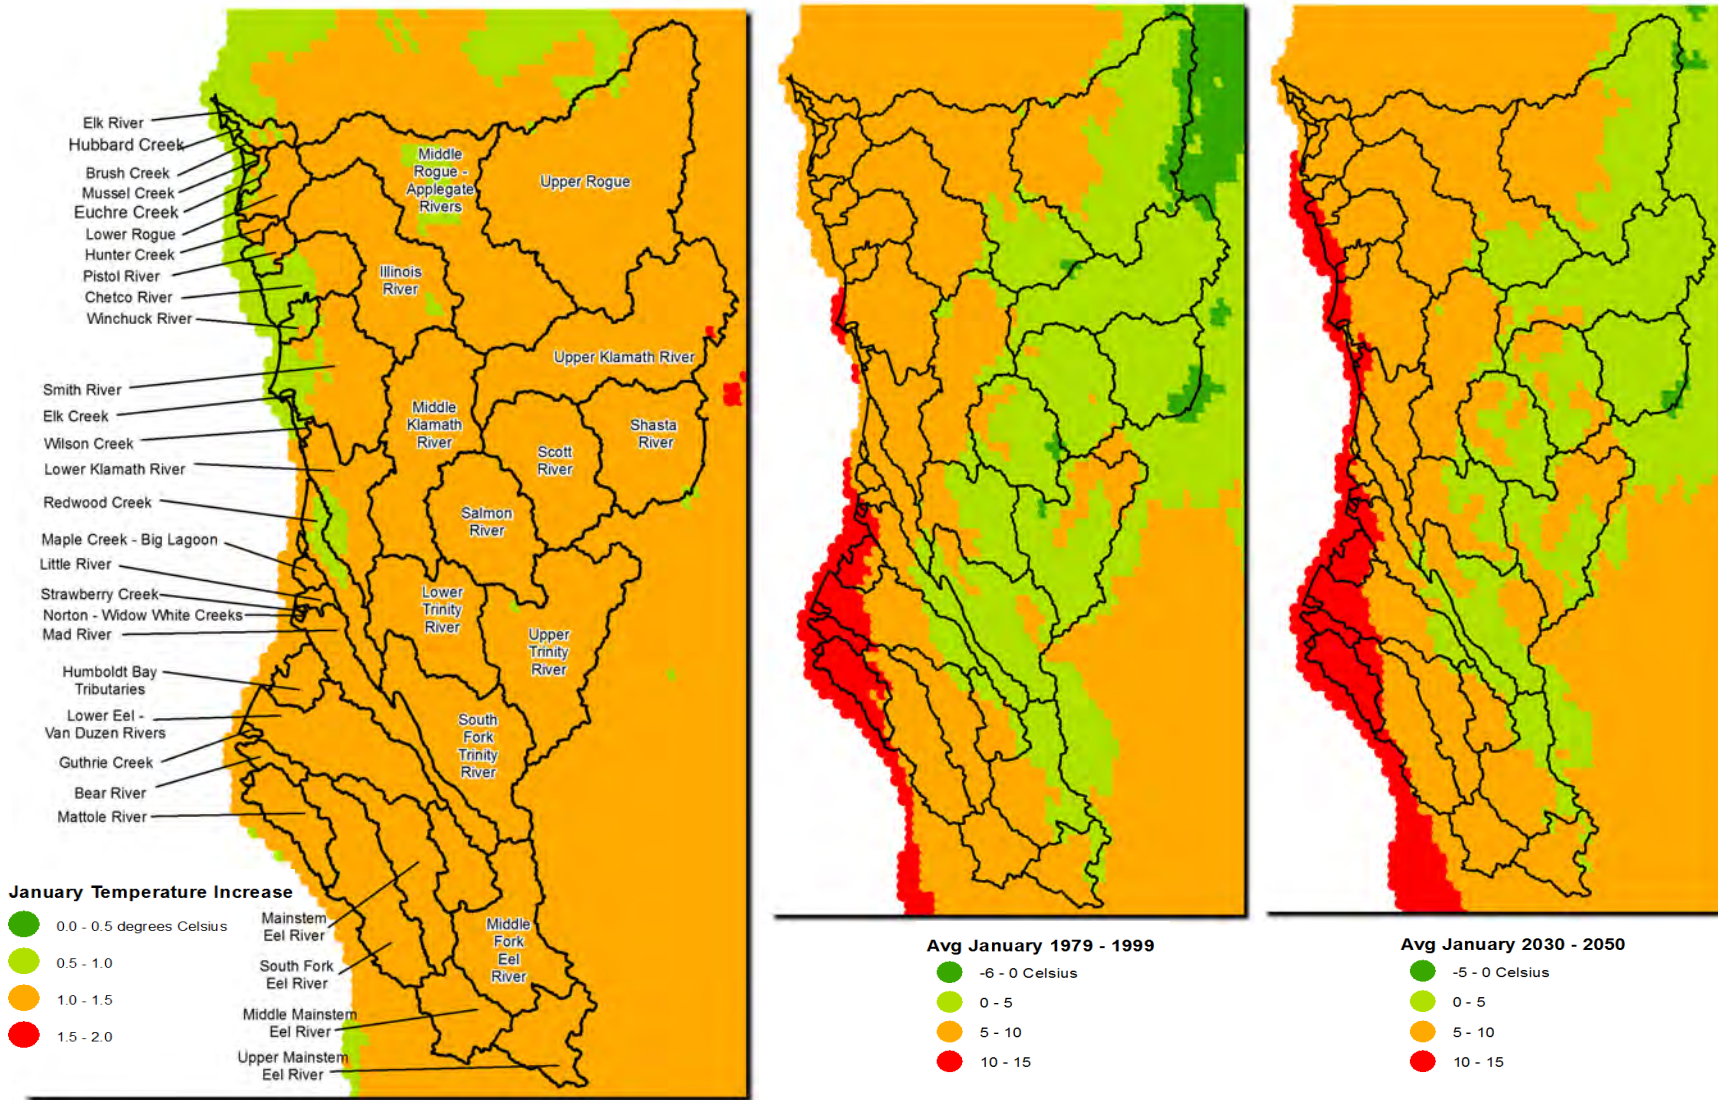 Elk River
Hubbard Creek
Brush Creek
Mussel Creek
Euchre Creek
Lower Rogue
Hunter Creek
Pistol River
Chetco River
Winchuck River
Smith River
Elk Creek
Wilson Creek
Lower Klamath River
Redwood Creek
Maple Creek - Big Lagoon
Little River
Strawberry Creek
Norton - Widow White Creeks
Mad River
Humboldt Bay
Tributaries
Lower Eel -
Van Duzen Rivers
Guthrie Creek
Bear River
Mattole River
Mainstem
Eel River
South Fork
Eel River
Middle Mainstem
Eel River
Upper Mainstem
Eel River
Middle
Rogue -
Applegate
Rivers
Upper Rogue
Illinois
River
Upper Klamath River
Middle
Klamath
River
Scott
River
Shasta
River
Salmon
River
Lower
Trinity
River
Upper
Trinity
River
South
Fork
Trinity
River
Middle
Fork
Eel
River
January Temperature Increase
0.0 - 0.5 degrees Celsius
0.5 - 1.0
1.0 - 1.5
1.5 - 2.0
Avg January 1979 - 1999
-6 - 0 Celsius
0 - 5
5 - 10
10 - 15
Avg January 2030 - 2050
-5 - 0 Celsius
0 - 5
5 - 10
10 - 15